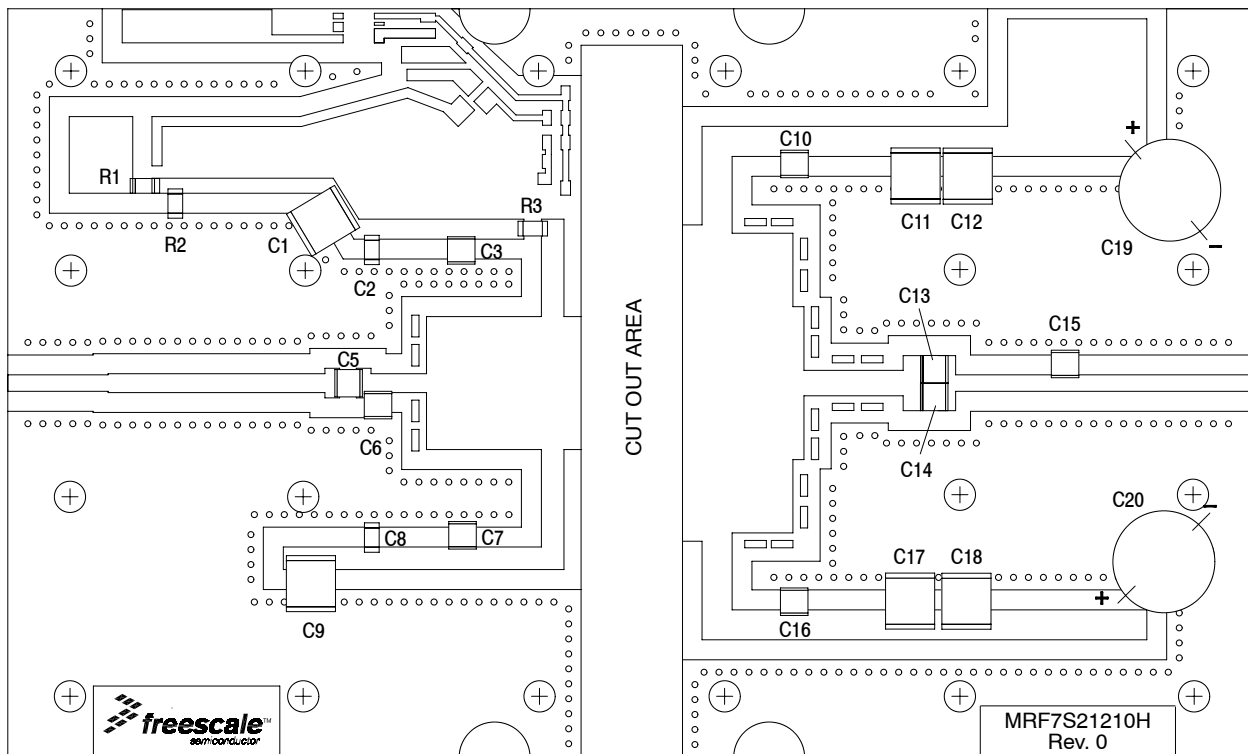 C10
R1
R2
C1
R3
C2
C3
C11
C12
+
C19
–
C13
C15
C5
C6
CUT OUT AREA
C14
C20
–
C8
C7
C17
C18
C9
C16
+
freescale™
semiconductor
MRF7S21210H
Rev. 0